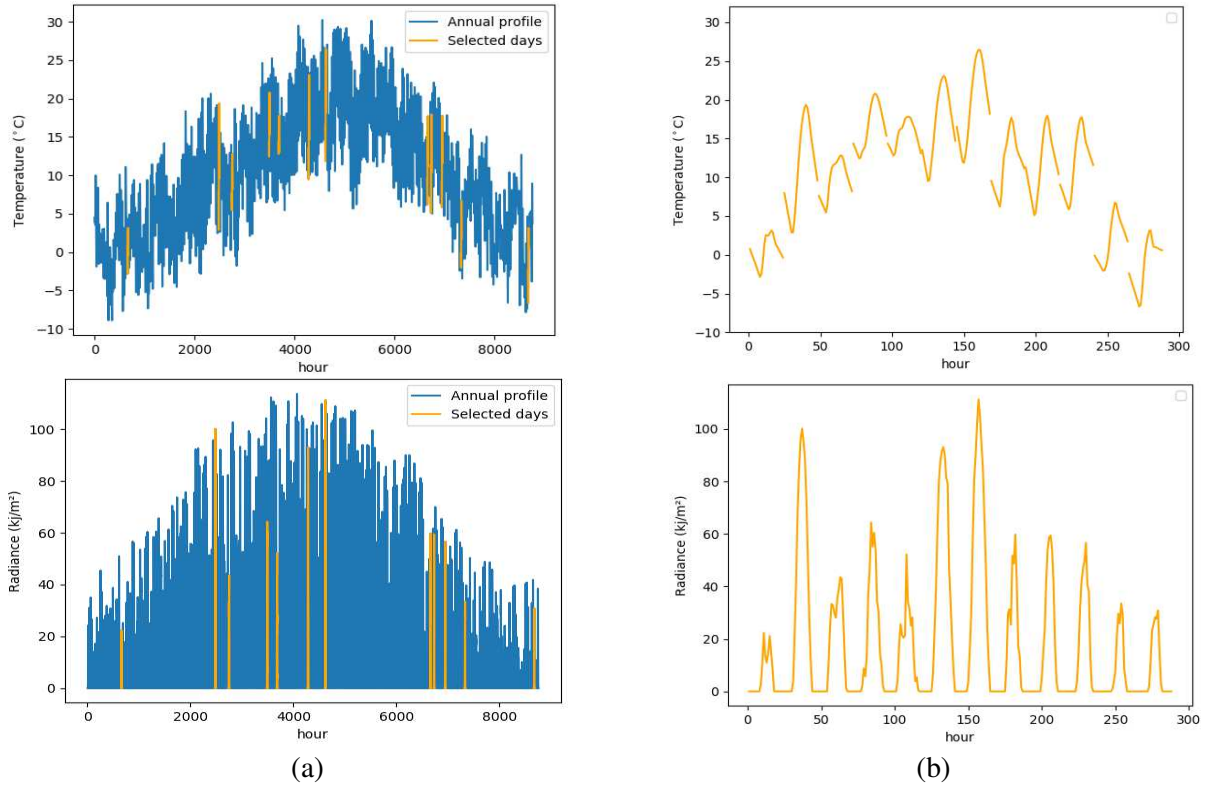 Annual profile
Selected days
Temperature (°C)
30
25
20
15
10
5
0
−5
−10
0 2000 4000 6000 8000
hour
Temperature (°C)
30
25
20
15
10
5
0
−5
−10
0 50 100 150 200 250 300
hour
Annual profile
Selected days
Radiance (kj/m²)
100
80
60
40
20
0
0 2000 4000 6000 8000
hour
Radiance (kj/m²)
100
80
60
40
20
0
0 50 100 150 200 250 300
hour
(a)
(b)